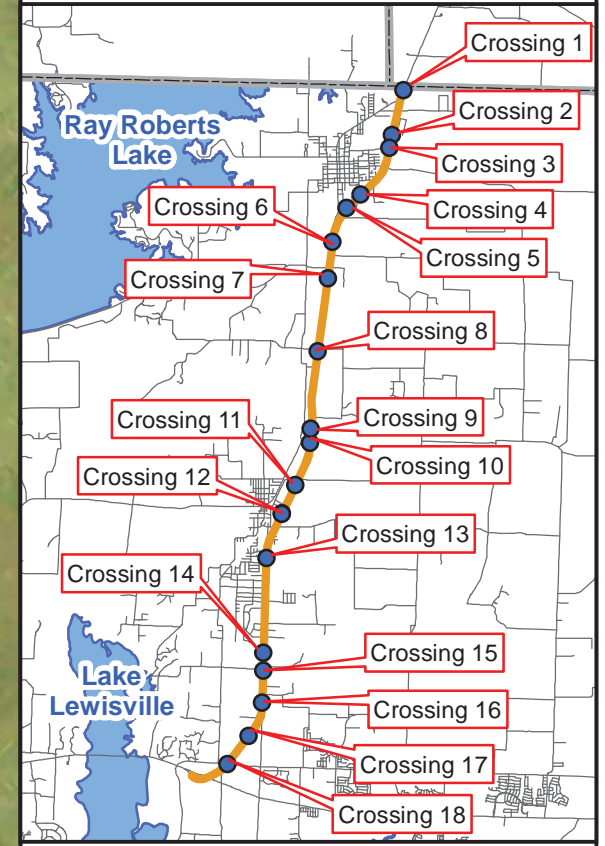 Crossing 1
Crossing 2
Ray Roberts
Lake
Crossing 3
Crossing 6
Crossing 4
Crossing 5
Crossing 7
Crossing 8
Crossing 11
Crossing 9
Crossing 10
Crossing 12
Crossing 13
Crossing 14
Crossing 15
Lake
Lewisville
Crossing 16
Crossing 17
Crossing 18